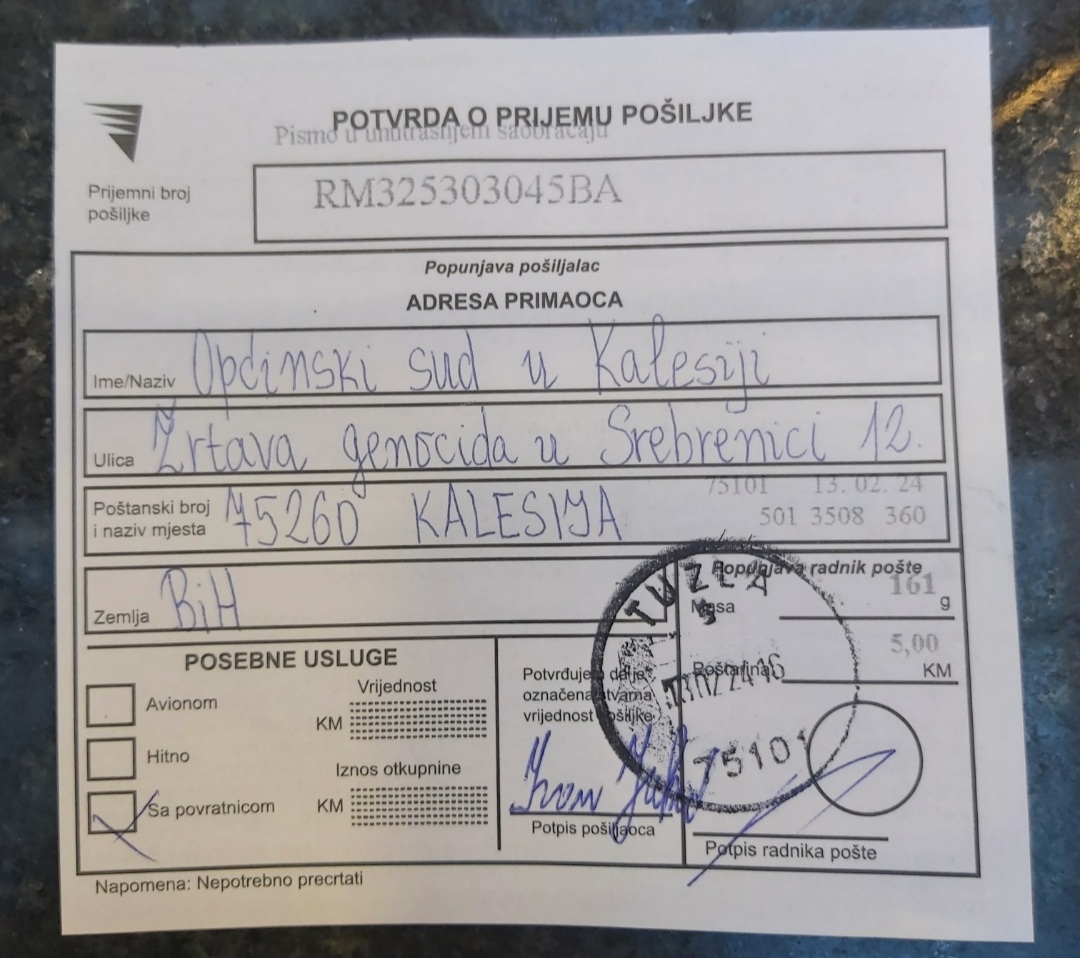 POTVRDA O PRIJEMU POŠILJKE
Pismo u unutrašnjem saobraćaju
Prijemni broj
pošiljke
RM325303045BA
Popunjava pošiljalac
ADRESA PRIMAOCA
Ime/Naziv Općinski sud u Kalesiji
Ulica Žrtava genocida u Srebrenici 12.
75101 13.02.24
Poštanski broj
i naziv mjesta 75260 KALESIJA
501 3508 360
Zemlja BiH
Popunjava radnik pošte
Masa 161 g
Poštarina 5,00 KM
TUZLA
5
75101
POSEBNE USLUGE
Avionom
Hitno
Sa povratnicom
Vrijednost
KM
Iznos otkupnine
KM
Potvrđujem da je
označena stvarna
vrijednost pošiljke
Potpis pošiljaoca
Potpis radnika pošte
Napomena: Nepotrebno precrtati